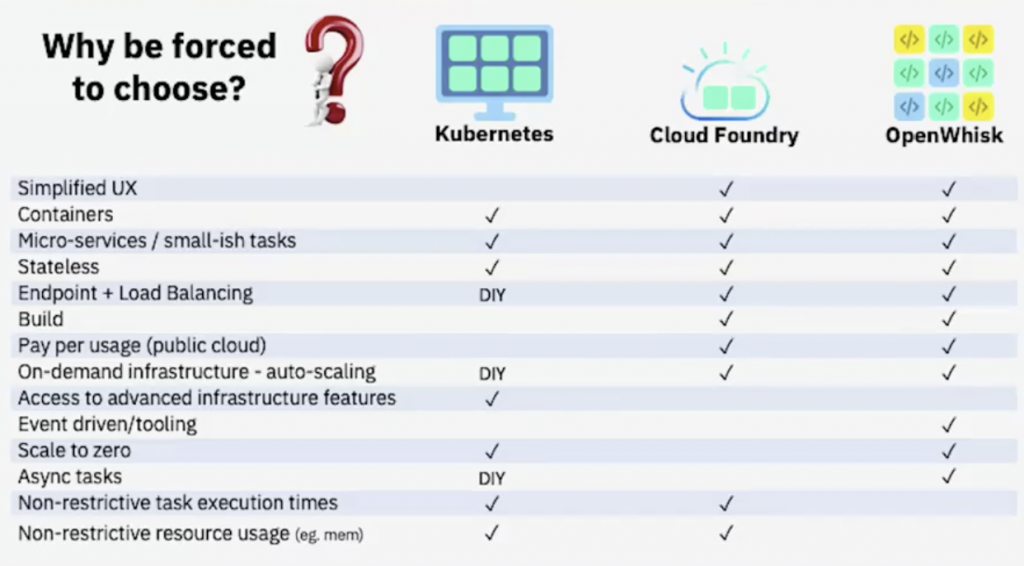 Why be forced
to choose?
Kubernetes Cloud Foundry OpenWhisk
Simplified UX ✓ ✓
Containers ✓ ✓ ✓
Micro-services / small-ish tasks ✓ ✓ ✓
Stateless ✓ ✓ ✓
Endpoint + Load Balancing DIY ✓ ✓
Build ✓ ✓
Pay per usage (public cloud) ✓ ✓
On-demand infrastructure - auto-scaling DIY ✓ ✓
Access to advanced infrastructure features ✓
Event driven/tooling ✓
Scale to zero ✓ ✓
Async tasks DIY ✓
Non-restrictive task execution times ✓ ✓
Non-restrictive resource usage (eg. mem) ✓ ✓